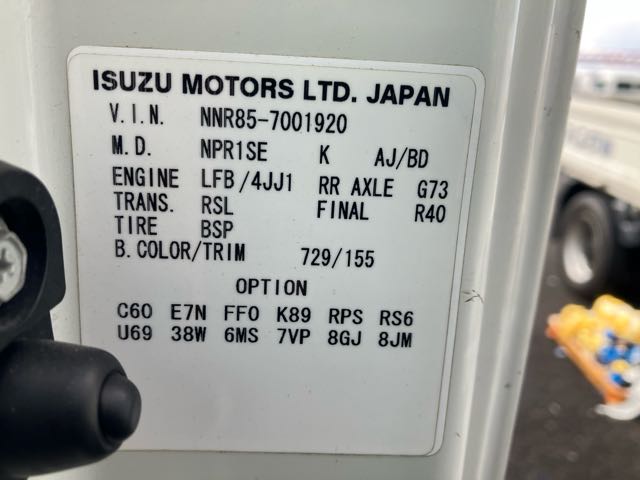 ISUZU MOTORS LTD. JAPAN
V.I.N. NNR85-7001920
M.D. NPR1SE K AJ/BD
ENGINE LFB/4JJ1 RR AXLE G73
TRANS. RSL FINAL R40
TIRE BSP
B.COLOR/TRIM 729/155
OPTION
C60 E7N FF0 K89 RPS RS6
U69 38W 6MS 7VP 8GJ 8JM